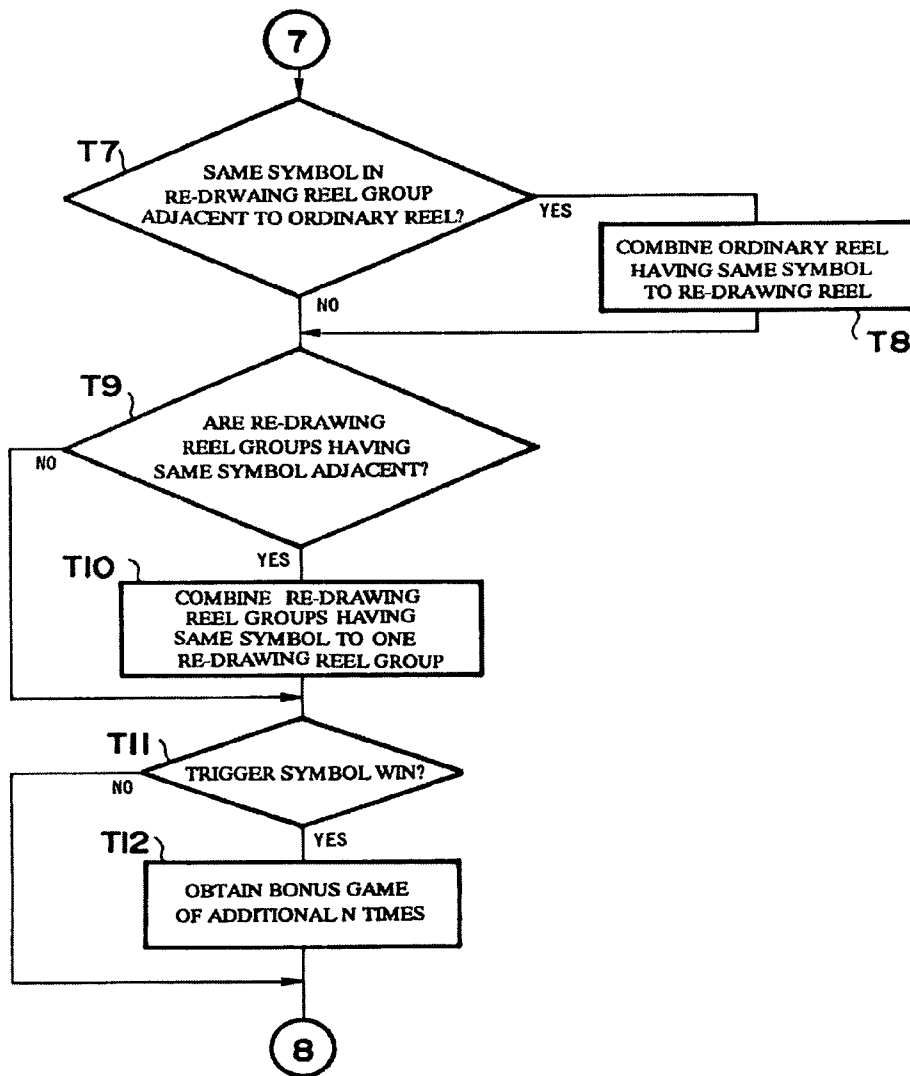 7
T7
SAME SYMBOL IN
RE-DRWAING REEL GROUP
ADJACENT TO ORDINARY REEL?
YES
COMBINE ORDINARY REEL
HAVING SAME SYMBOL
TO RE-DRAWING REEL
T8
NO
T9
ARE RE-DRAWING
REEL GROUPS HAVING
SAME SYMBOL ADJACENT?
NO
YES
T10
COMBINE RE-DRAWING
REEL GROUPS HAVING
SAME SYMBOL TO ONE
RE-DRAWING REEL GROUP
T11
TRIGGER SYMBOL WIN?
NO
YES
T12
OBTAIN BONUS GAME
OF ADDITIONAL N TIMES
8